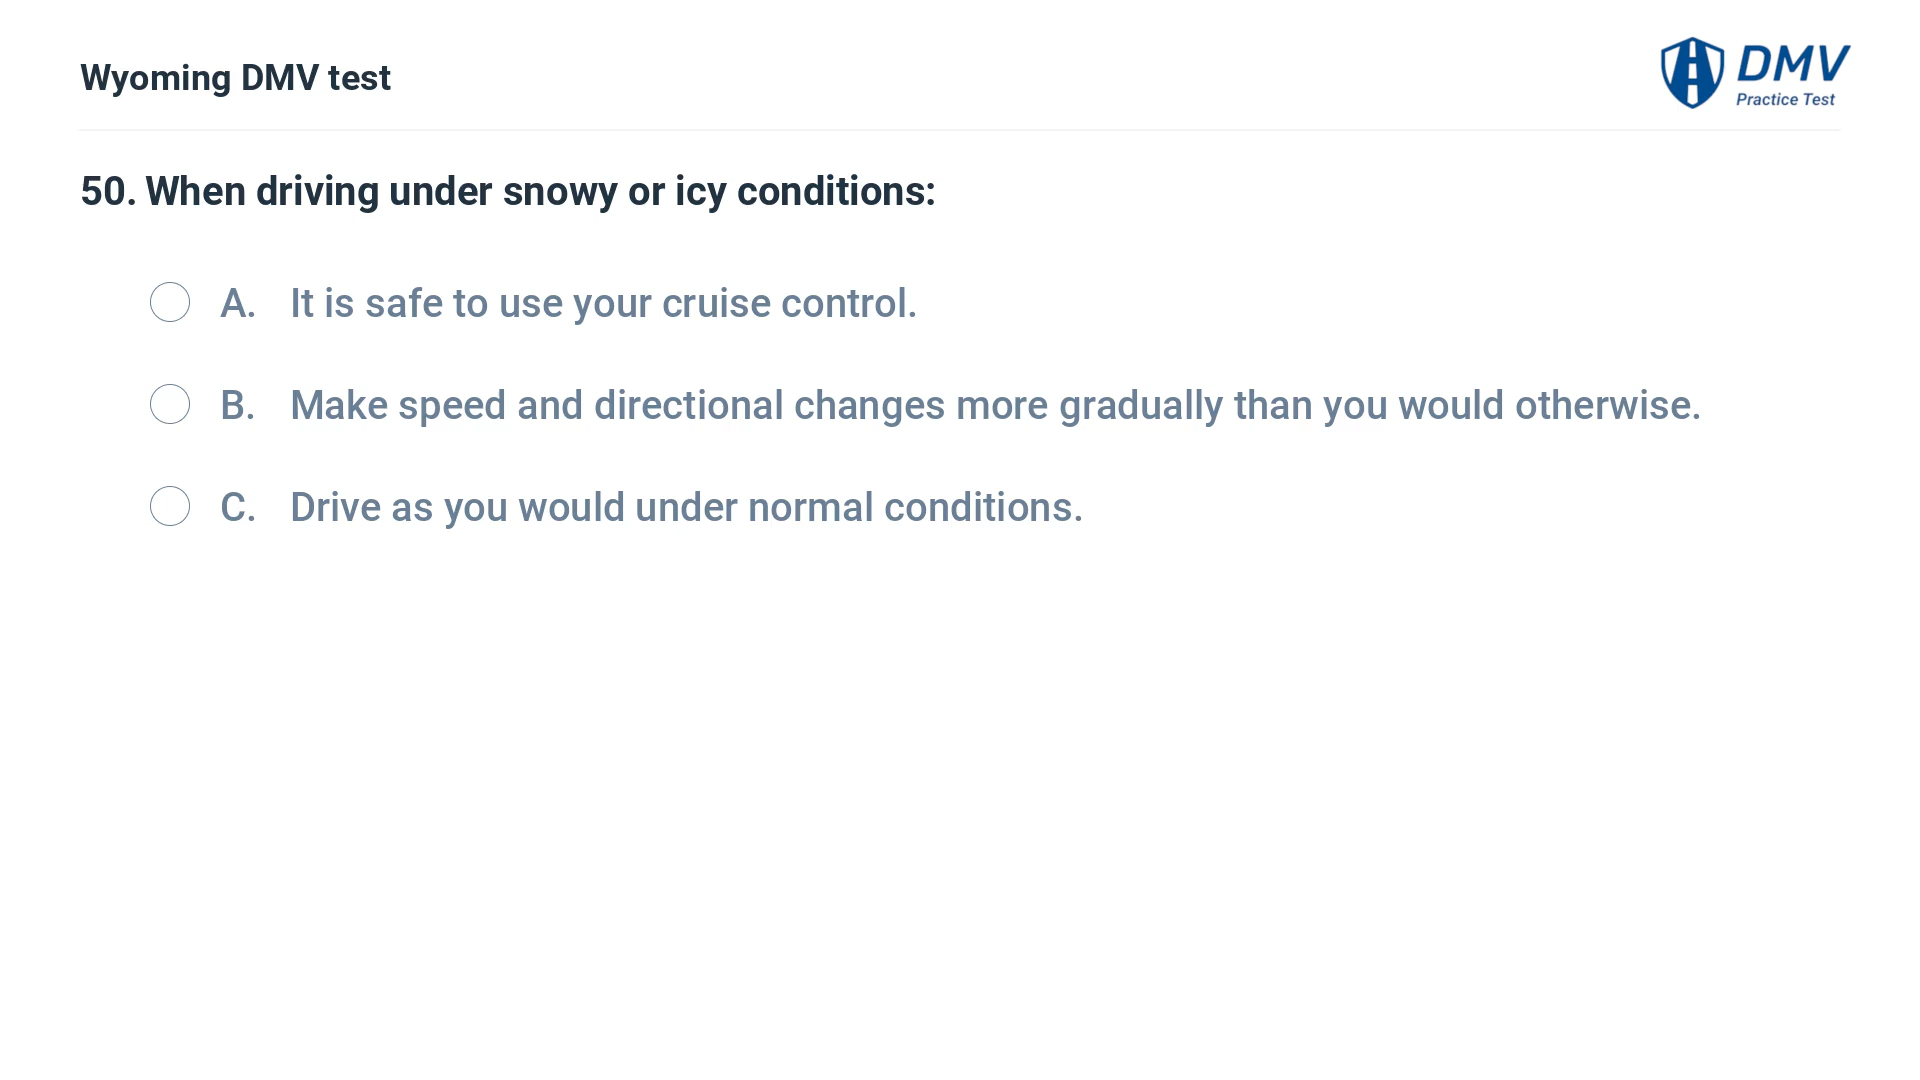 Wyoming DMV test
DMV
Practice Test
50. When driving under snowy or icy conditions:
A. It is safe to use your cruise control.
B. Make speed and directional changes more gradually than you would otherwise.
C. Drive as you would under normal conditions.